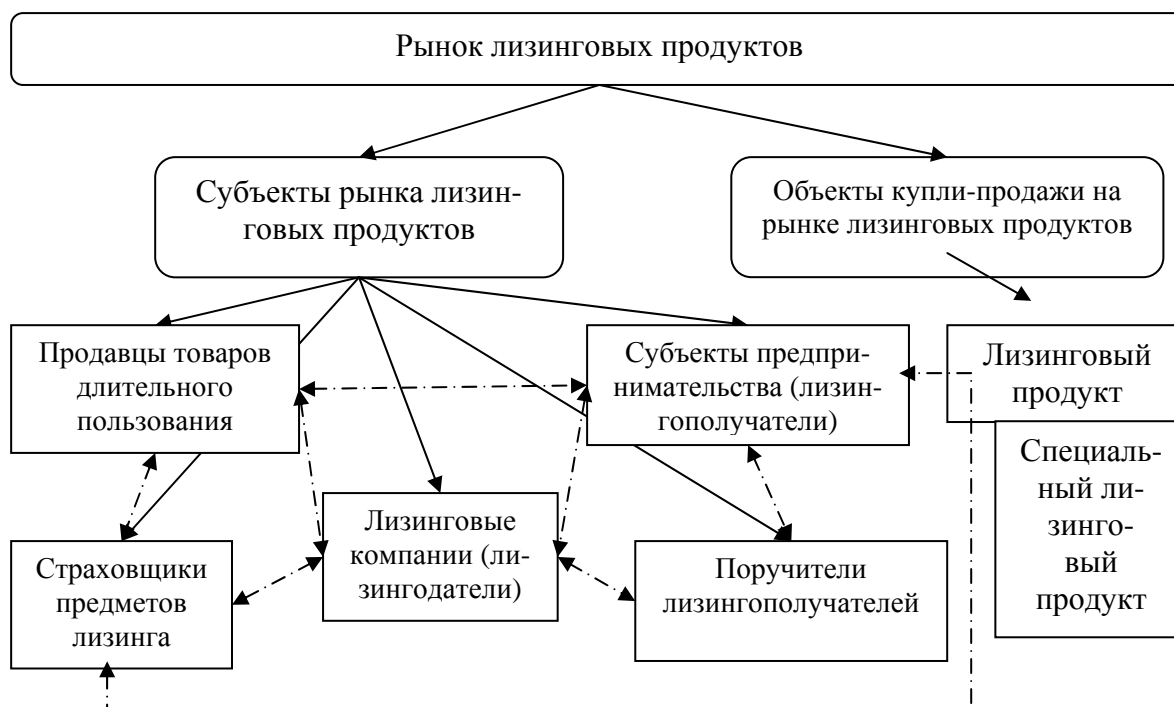 Рынок лизинговых продуктов
Субъекты рынка лизин-
говых продуктов
Объекты купли-продажи на
рынке лизинговых продуктов
Продавцы товаров
длительного
пользования
Субъекты предпри-
нимательства (лизин-
гополучатели)
Лизинговый
продукт
Специаль-
ный ли-
зинго-
вый
продукт
Страховщики
предметов
лизинга
Лизинговые
компании (ли-
зингодатели)
Поручители
лизингополучателей